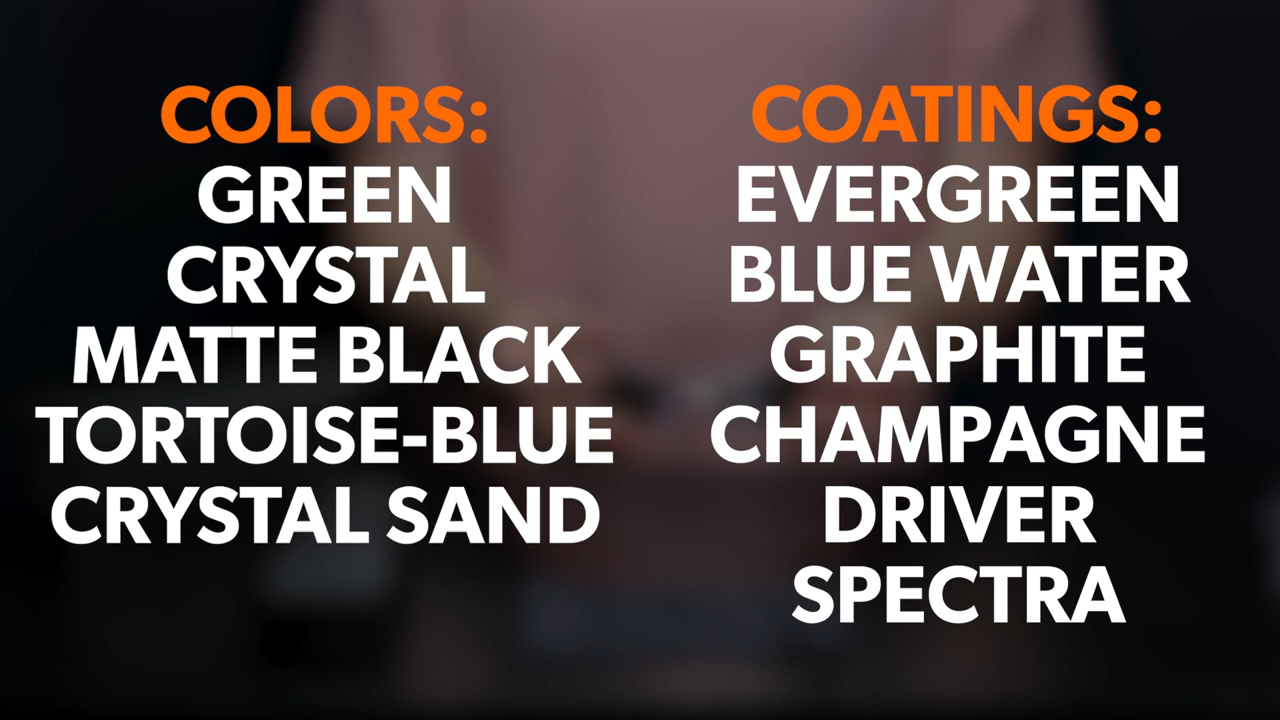 COLORS:
GREEN
CRYSTAL
MATTE BLACK
TORTOISE-BLUE
CRYSTAL SAND
COATINGS:
EVERGREEN
BLUE WATER
GRAPHITE
CHAMPAGNE
DRIVER
SPECTRA